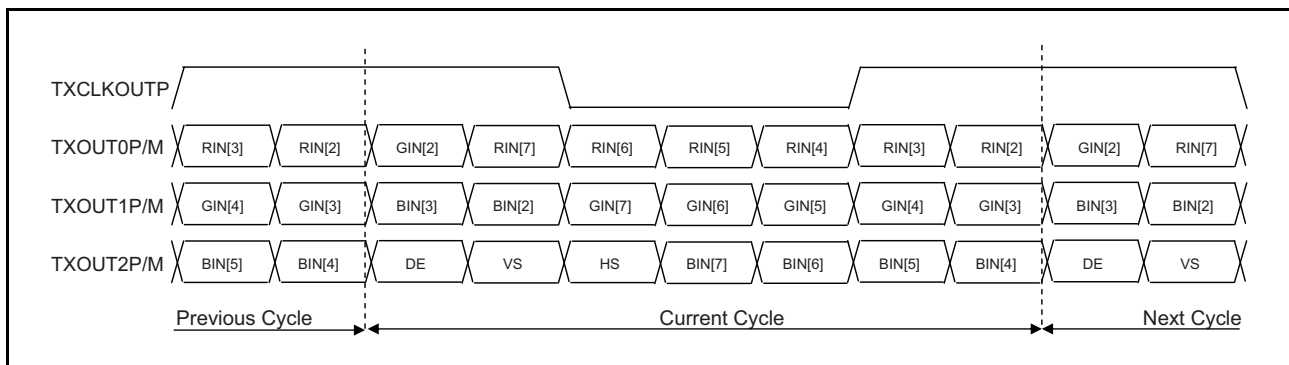 TXCLKOUTP
TXOUT0P/M RIN[3] RIN[2] GIN[2] RIN[7] RIN[6] RIN[5] RIN[4] RIN[3] RIN[2] GIN[2] RIN[7]
TXOUT1P/M GIN[4] GIN[3] BIN[3] BIN[2] GIN[7] GIN[6] GIN[5] GIN[4] GIN[3] BIN[3] BIN[2]
TXOUT2P/M BIN[5] BIN[4] DE VS HS BIN[7] BIN[6] BIN[5] BIN[4] DE VS
Previous Cycle Current Cycle Next Cycle